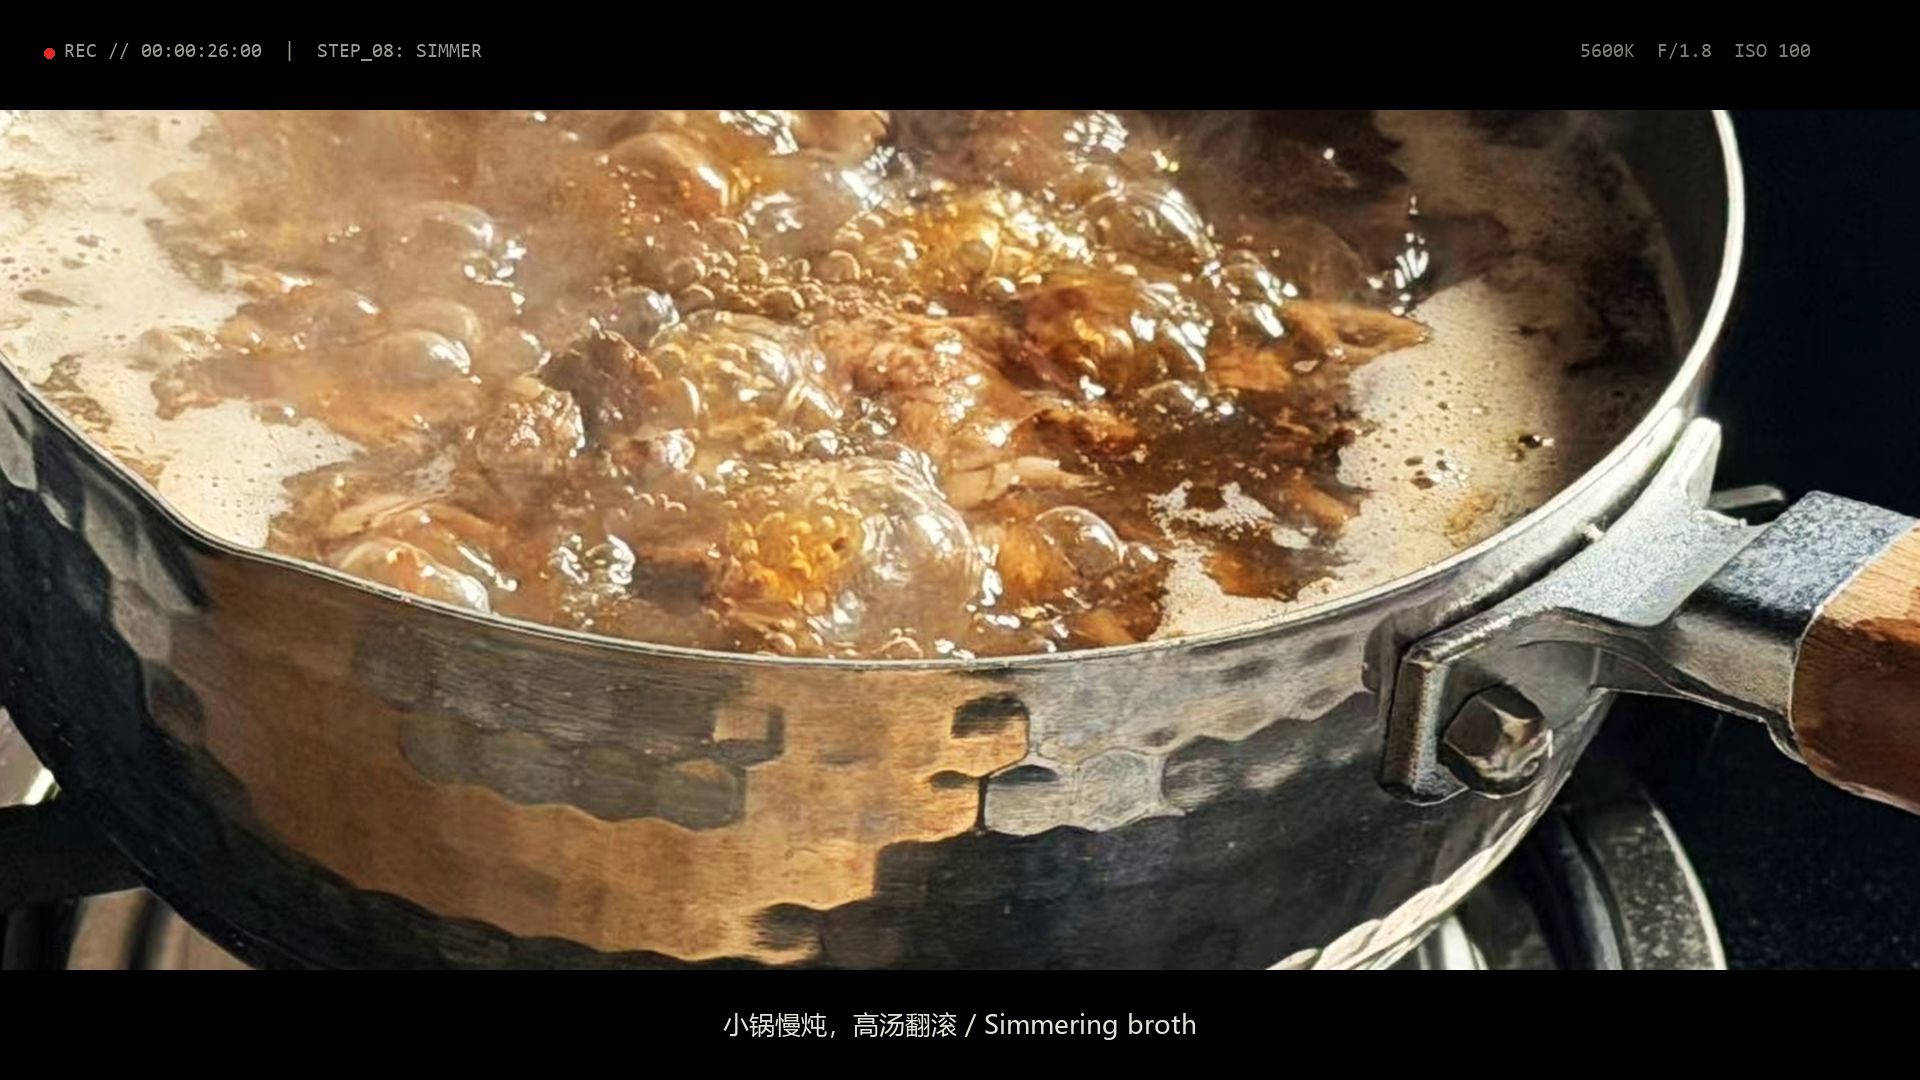 REC // 00:00:26:00 | STEP_08: SIMMER
5600K F/1.8 ISO 100
小锅慢炖，高汤翻滚 / Simmering broth